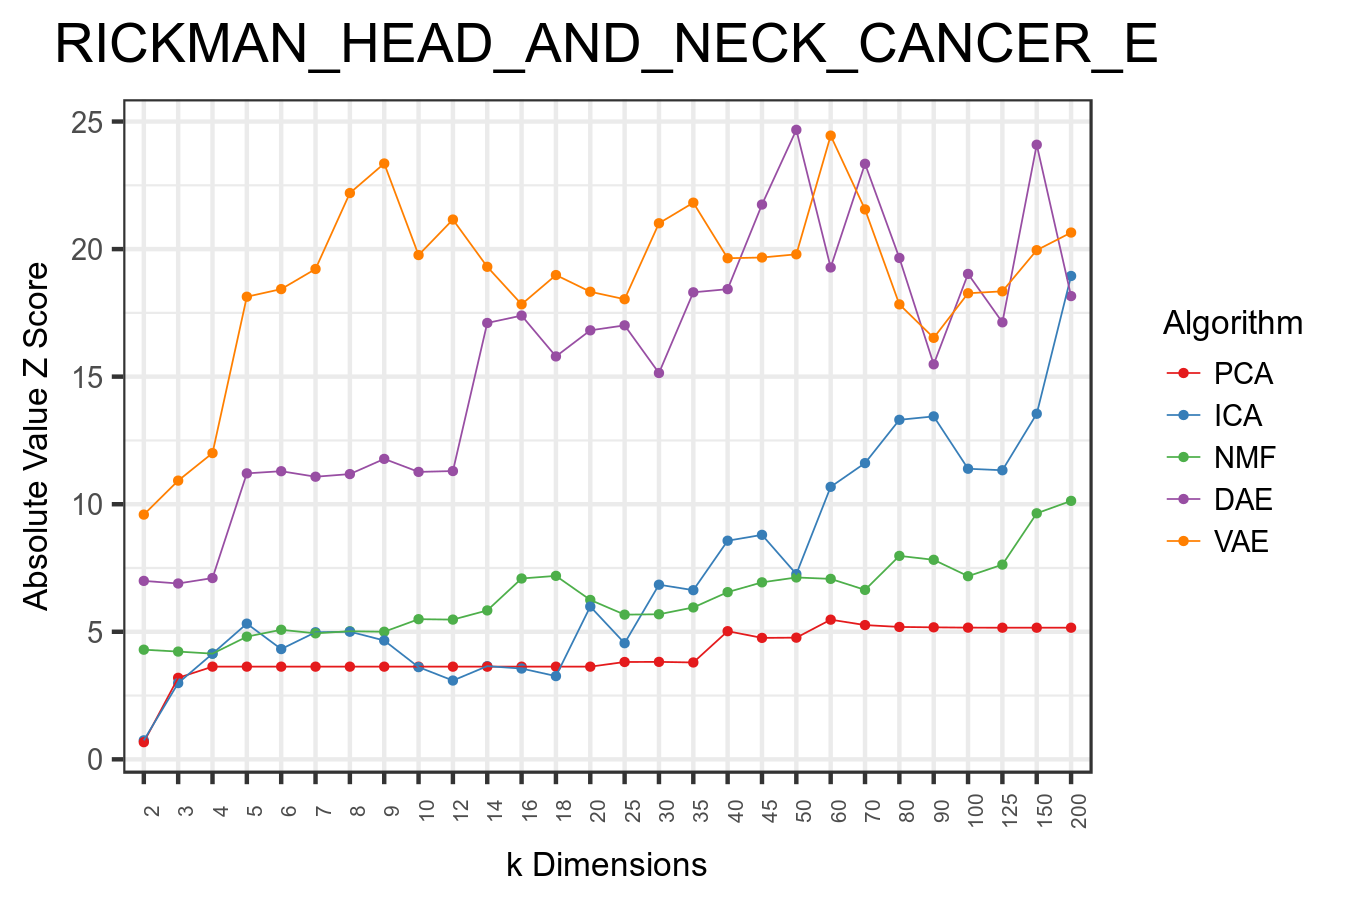 RICKMAN_HEAD_AND_NECK_CANCER_E
Absolute Value Z Score
25
20
15
10
5
0
2 3 4 5 6 7 8 9 10 12 14 16 18 20 25 30 35 40 45 50 60 70 80 90 100 125 150 200
k Dimensions
Algorithm
PCA
ICA
NMF
DAE
VAE